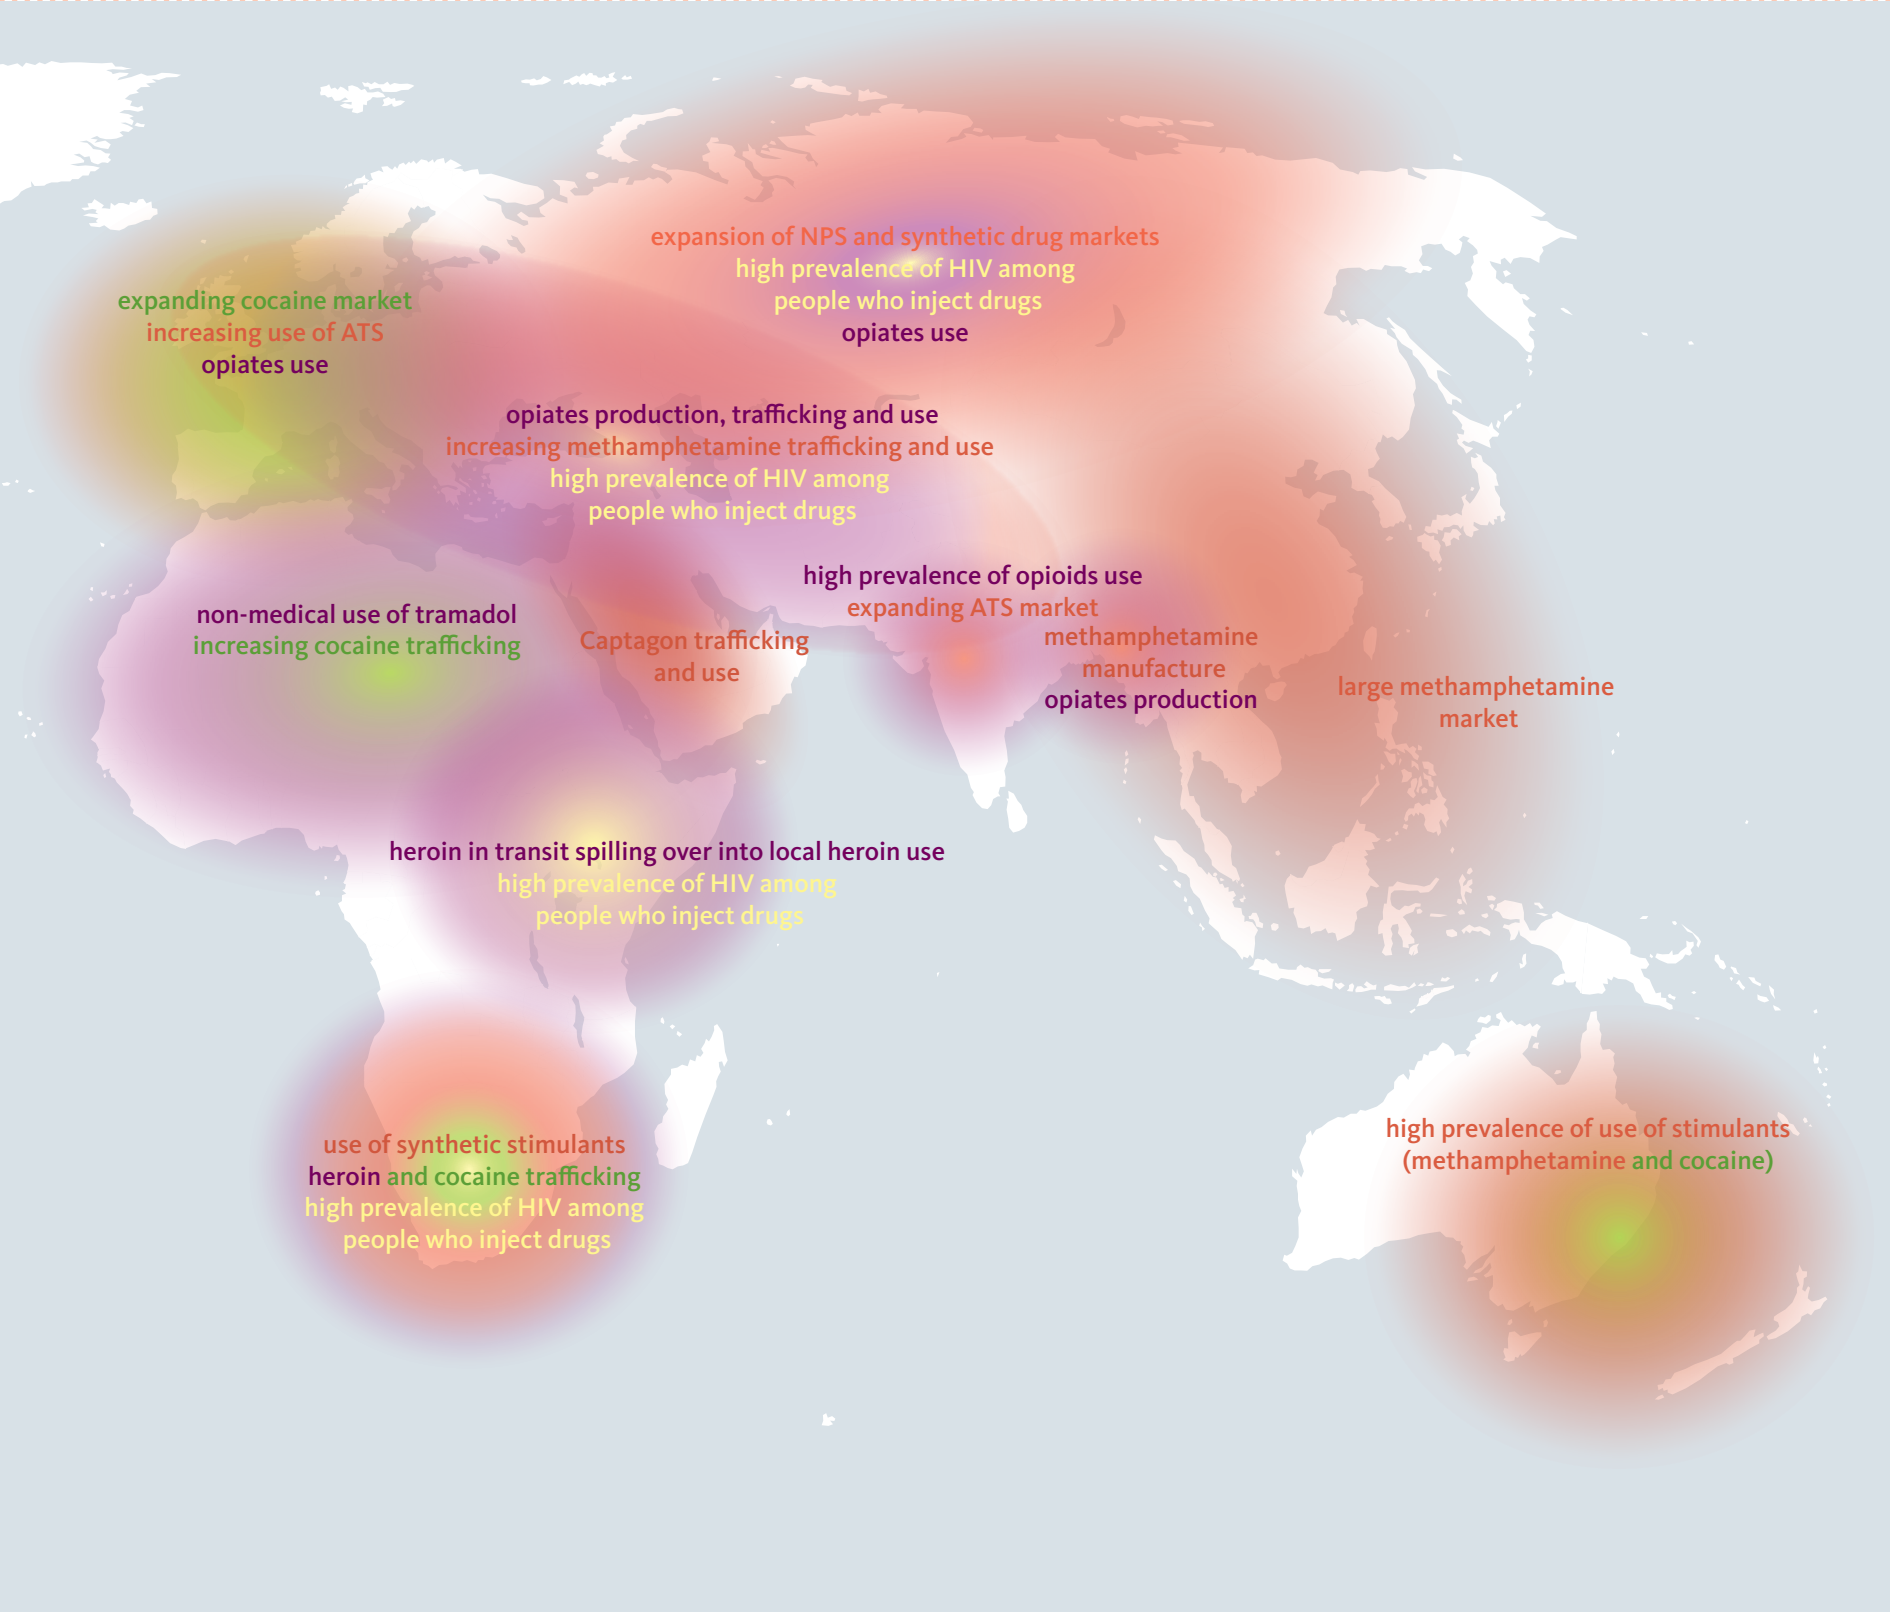 expansion of NPS and synthetic drug markets
high prevalence of HIV among
people who inject drugs
opiates use
expanding cocaine market
increasing use of ATS
opiates use
opiates production, trafficking and use
increasing methamphetamine trafficking and use
high prevalence of HIV among
people who inject drugs
high prevalence of opioids use
expanding ATS market
non-medical use of tramadol
increasing cocaine trafficking
Captagon trafficking
and use
methamphetamine
manufacture
opiates production
large methamphetamine
market
heroin in transit spilling over into local heroin use
high prevalence of HIV among
people who inject drugs
use of synthetic stimulants
heroin and cocaine trafficking
high prevalence of HIV among
people who inject drugs
high prevalence of use of stimulants
(methamphetamine and cocaine)